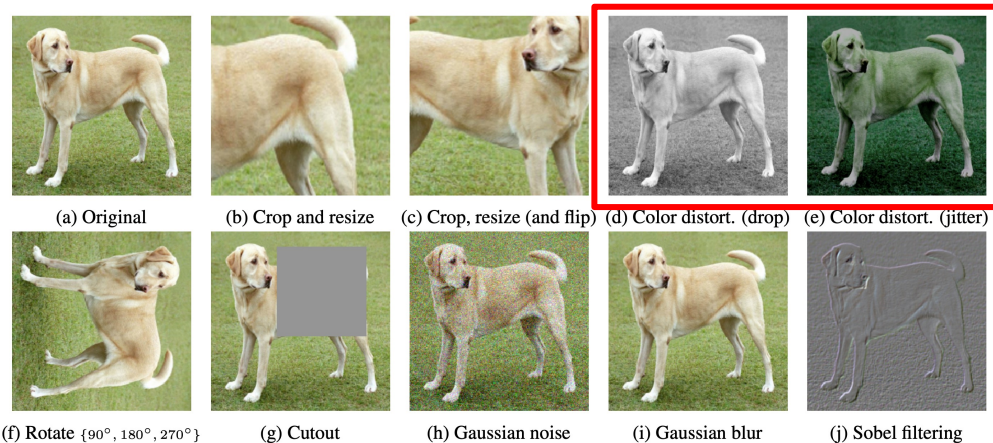 (a) Original
(b) Crop and resize
(c) Crop, resize (and flip)
(d) Color distort. (drop)
(e) Color distort. (jitter)
(f) Rotate {90°, 180°, 270°}
(g) Cutout
(h) Gaussian noise
(i) Gaussian blur
(j) Sobel filtering